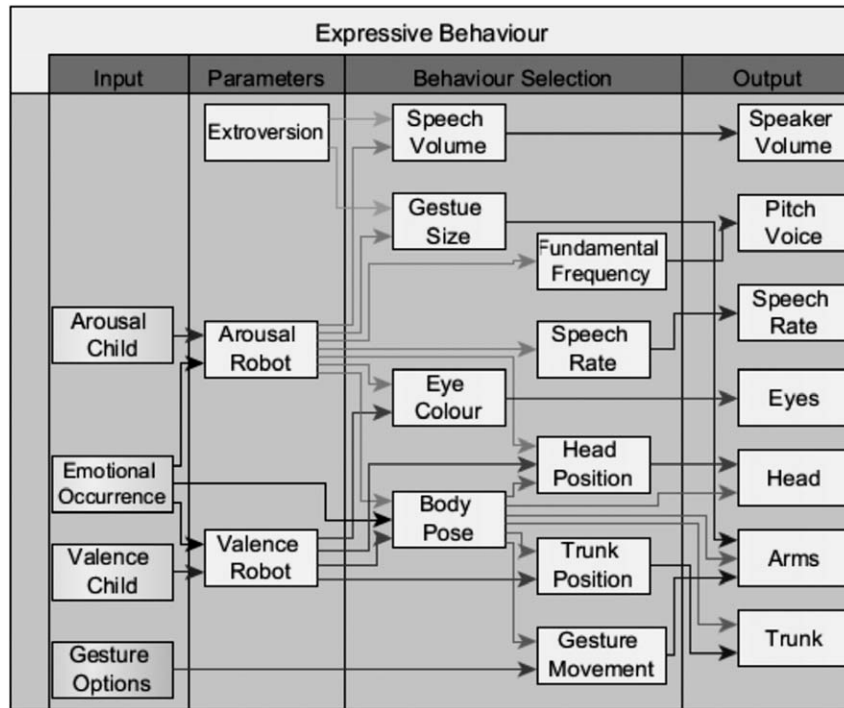 Expressive Behaviour
Input
Parameters
Behaviour Selection
Output
Extroversion
Speech
Volume
Speaker
Volume
Gestue
Size
Pitch
Voice
Fundamental
Frequency
Arousal
Child
Arousal
Robot
Speech
Rate
Speech
Rate
Eye
Colour
Eyes
Emotional
Occurrence
Head
Position
Head
Body
Pose
Valence
Child
Valence
Robot
Trunk
Position
Arms
Gesture
Options
Gesture
Movement
Trunk